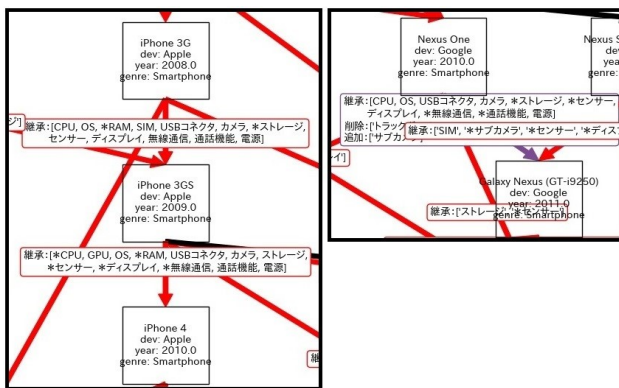 iPhone 3G
dev: Apple
year: 2008.0
genre: Smartphone
継承:[CPU, OS, *RAM, SIM, USBコネクタ, カメラ, *ストレージ,
センサー, ディスプレイ, 無線通信, 通話機能, 電源]
ジ']
iPhone 3GS
dev: Apple
year: 2009.0
genre: Smartphone
継承:[*CPU, GPU, OS, *RAM, USBコネクタ, カメラ, ストレージ,
*センサー, *ディスプレイ, *無線通信, 通話機能, 電源]
iPhone 4
dev: Apple
year: 2010.0
genre: Smartphone
継
Nexus One
dev: Google
year: 2010.0
genre: Smartphone
Nexus S
de
year
genre: S
継承:[CPU, OS, USBコネクタ, カメラ, *ストレージ, *センサー,
ディスプレイ, *無線通信, *通話機能, 電源]
削除:['トラック
追加:['サブカメ
継承:['SIM', '*サブカメラ', '*センサー', '*ディス
レイ']
Galaxy Nexus (GT-i9250)
dev: Google
year: 2011.0
genre: Smartphone
継承:['ストレージ', '*センサー']